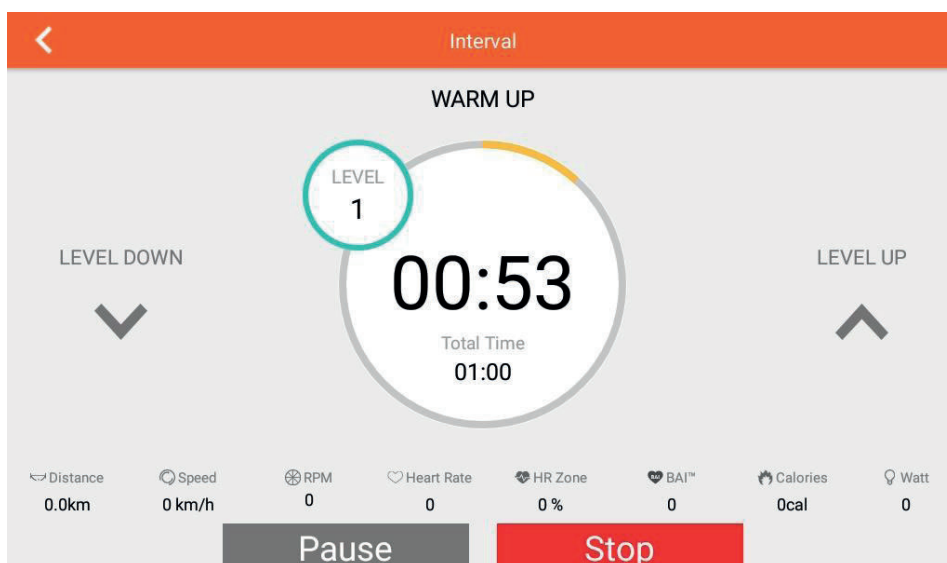 Interval
WARM UP
LEVEL
1
LEVEL DOWN
LEVEL UP
00:53
Total Time
01:00
Distance Speed RPM Heart Rate HR Zone BAI™ Calories Watt
0.0km 0 km/h 0 0 0 % 0 0cal 0
Pause Stop